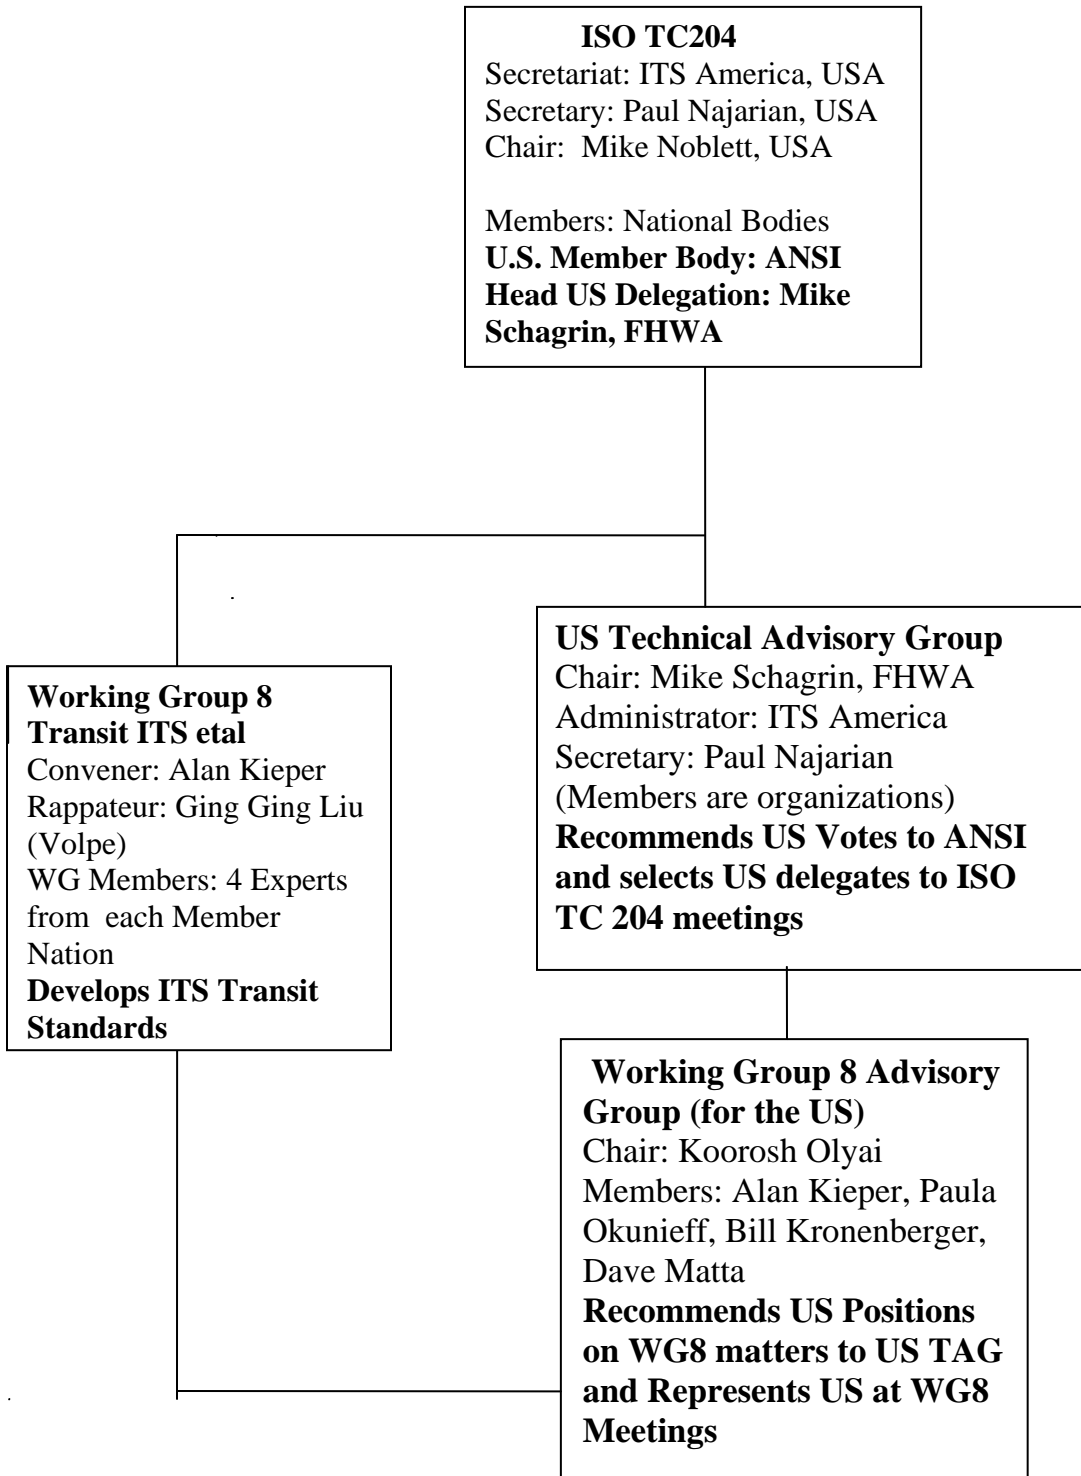 ISO TC204
Secretariat: ITS America, USA
Secretary: Paul Najarian, USA
Chair:  Mike Noblett, USA
Members: National Bodies
U.S. Member Body: ANSI
Head US Delegation: Mike
Schagrin, FHWA
US Technical Advisory Group
Chair: Mike Schagrin, FHWA
Administrator: ITS America
Secretary: Paul Najarian
(Members are organizations)
Recommends US Votes to ANSI
and selects US delegates to ISO
TC 204 meetings
Working Group 8
Transit ITS etal
Convener: Alan Kieper
Rappateur: Ging Ging Liu
(Volpe)
WG Members: 4 Experts
from  each Member
Nation
Develops ITS Transit
Standards
Working Group 8 Advisory
Group (for the US)
Chair: Koorosh Olyai
Members: Alan Kieper, Paula
Okunieff, Bill Kronenberger,
Dave Matta
Recommends US Positions
on WG8 matters to US TAG
and Represents US at WG8
Meetings